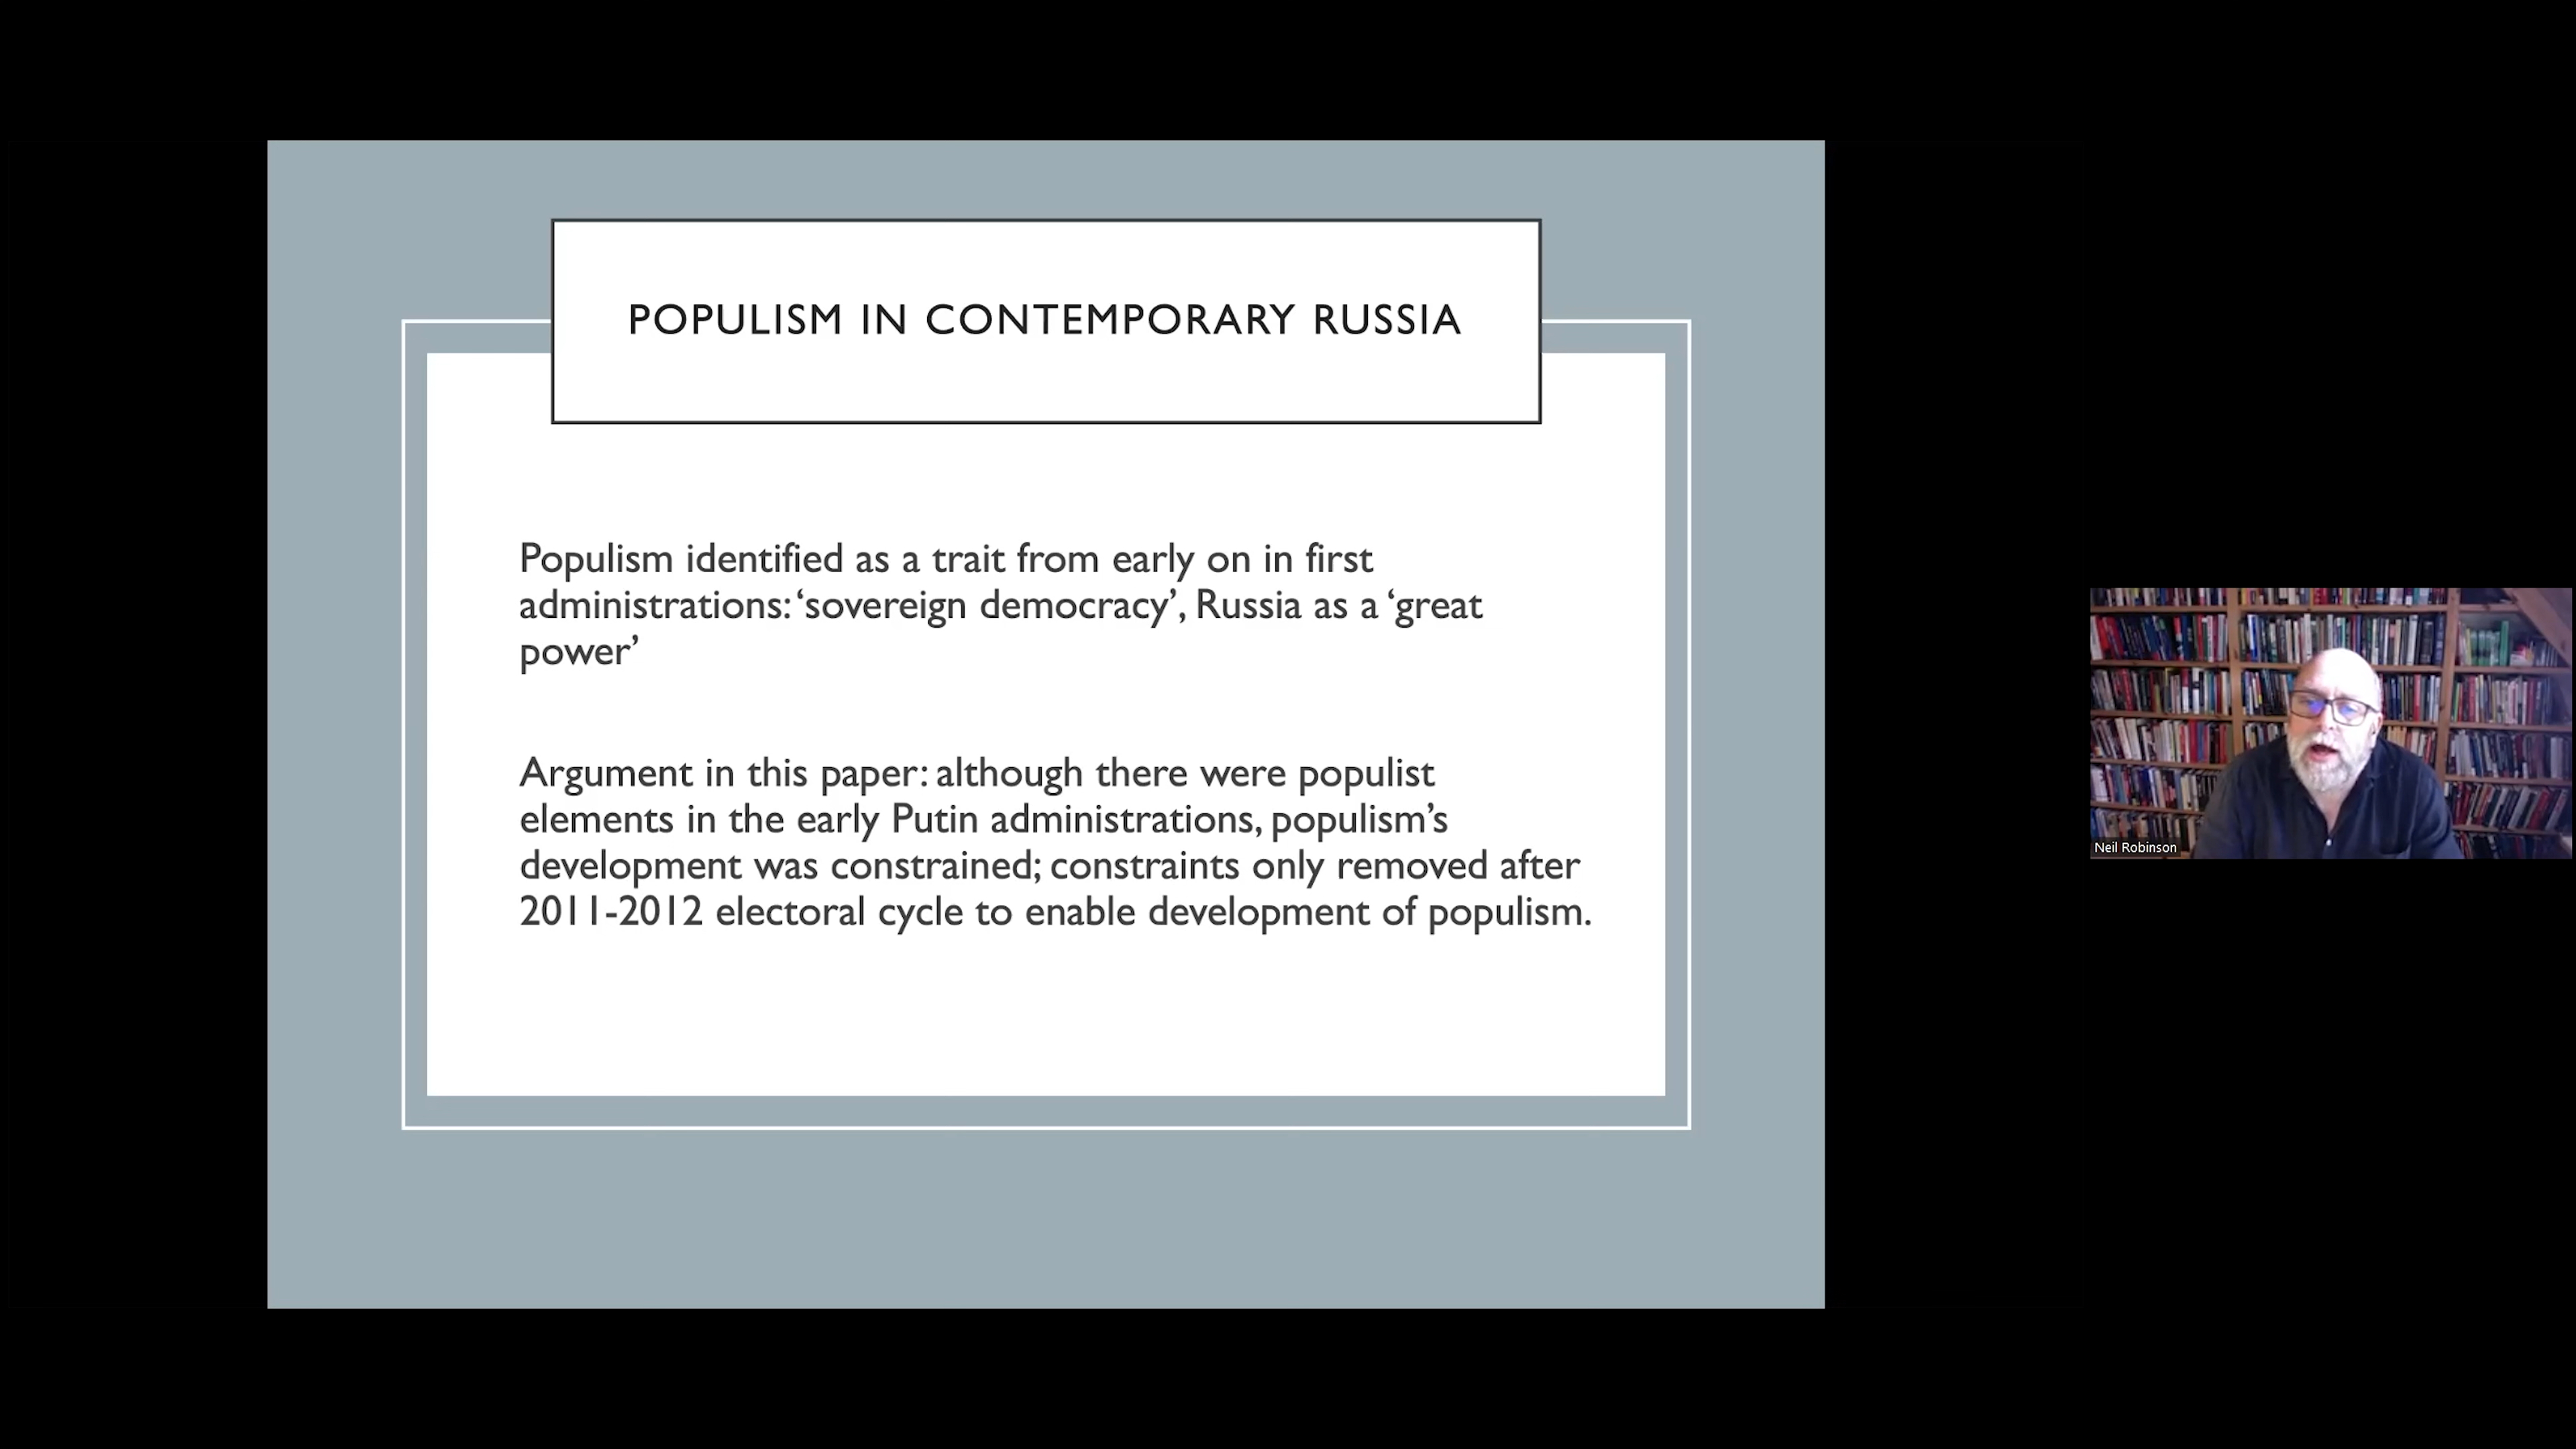 POPULISM IN CONTEMPORARY RUSSIA
Populism identified as a trait from early on in first
administrations: ‘sovereign democracy’, Russia as a ‘great
power’
Argument in this paper: although there were populist
elements in the early Putin administrations, populism’s
development was constrained; constraints only removed after
2011-2012 electoral cycle to enable development of populism.
Neil Robinson